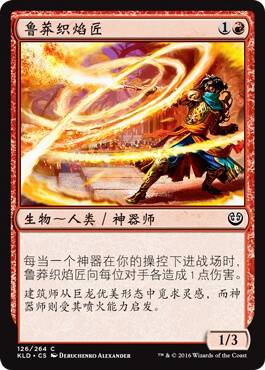 鲁莽织焰匠 1
生物～人类／神器师
每当一个神器在你的操控下进战场时，
鲁莽织焰匠向每位对手各造成1点伤害。
建筑师从巨龙优美形态中觅求灵感，而神
器师则受其喷火能力启发。
1/3
126/264 C
KLD • CS DERUCHENKO ALEXANDER ™ & © 2016 Wizards of the Coast